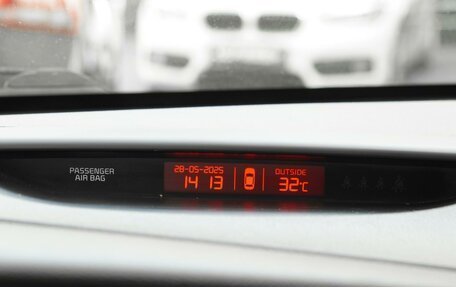 PASSENGER
AIR BAG
28-05-2025
14 13
OUTSIDE
32°C